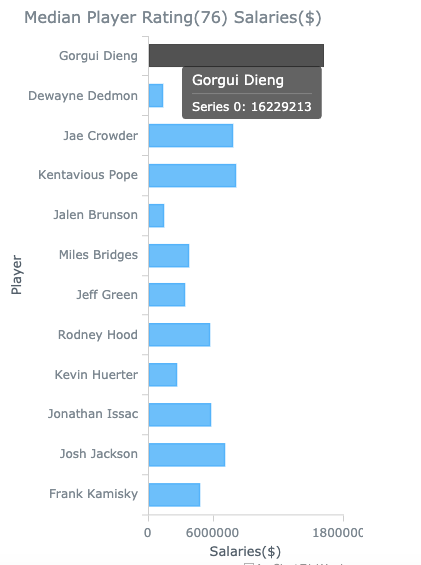 Median Player Rating(76) Salaries($)
Gorgui Dieng
Gorgui Dieng
Series 0: 16229213
Dewayne Dedmon
Jae Crowder
Kentavious Pope
Jalen Brunson
Miles Bridges
Player
Jeff Green
Rodney Hood
Kevin Huerter
Jonathan Issac
Josh Jackson
Frank Kamisky
0 6000000 1800000
Salaries($)